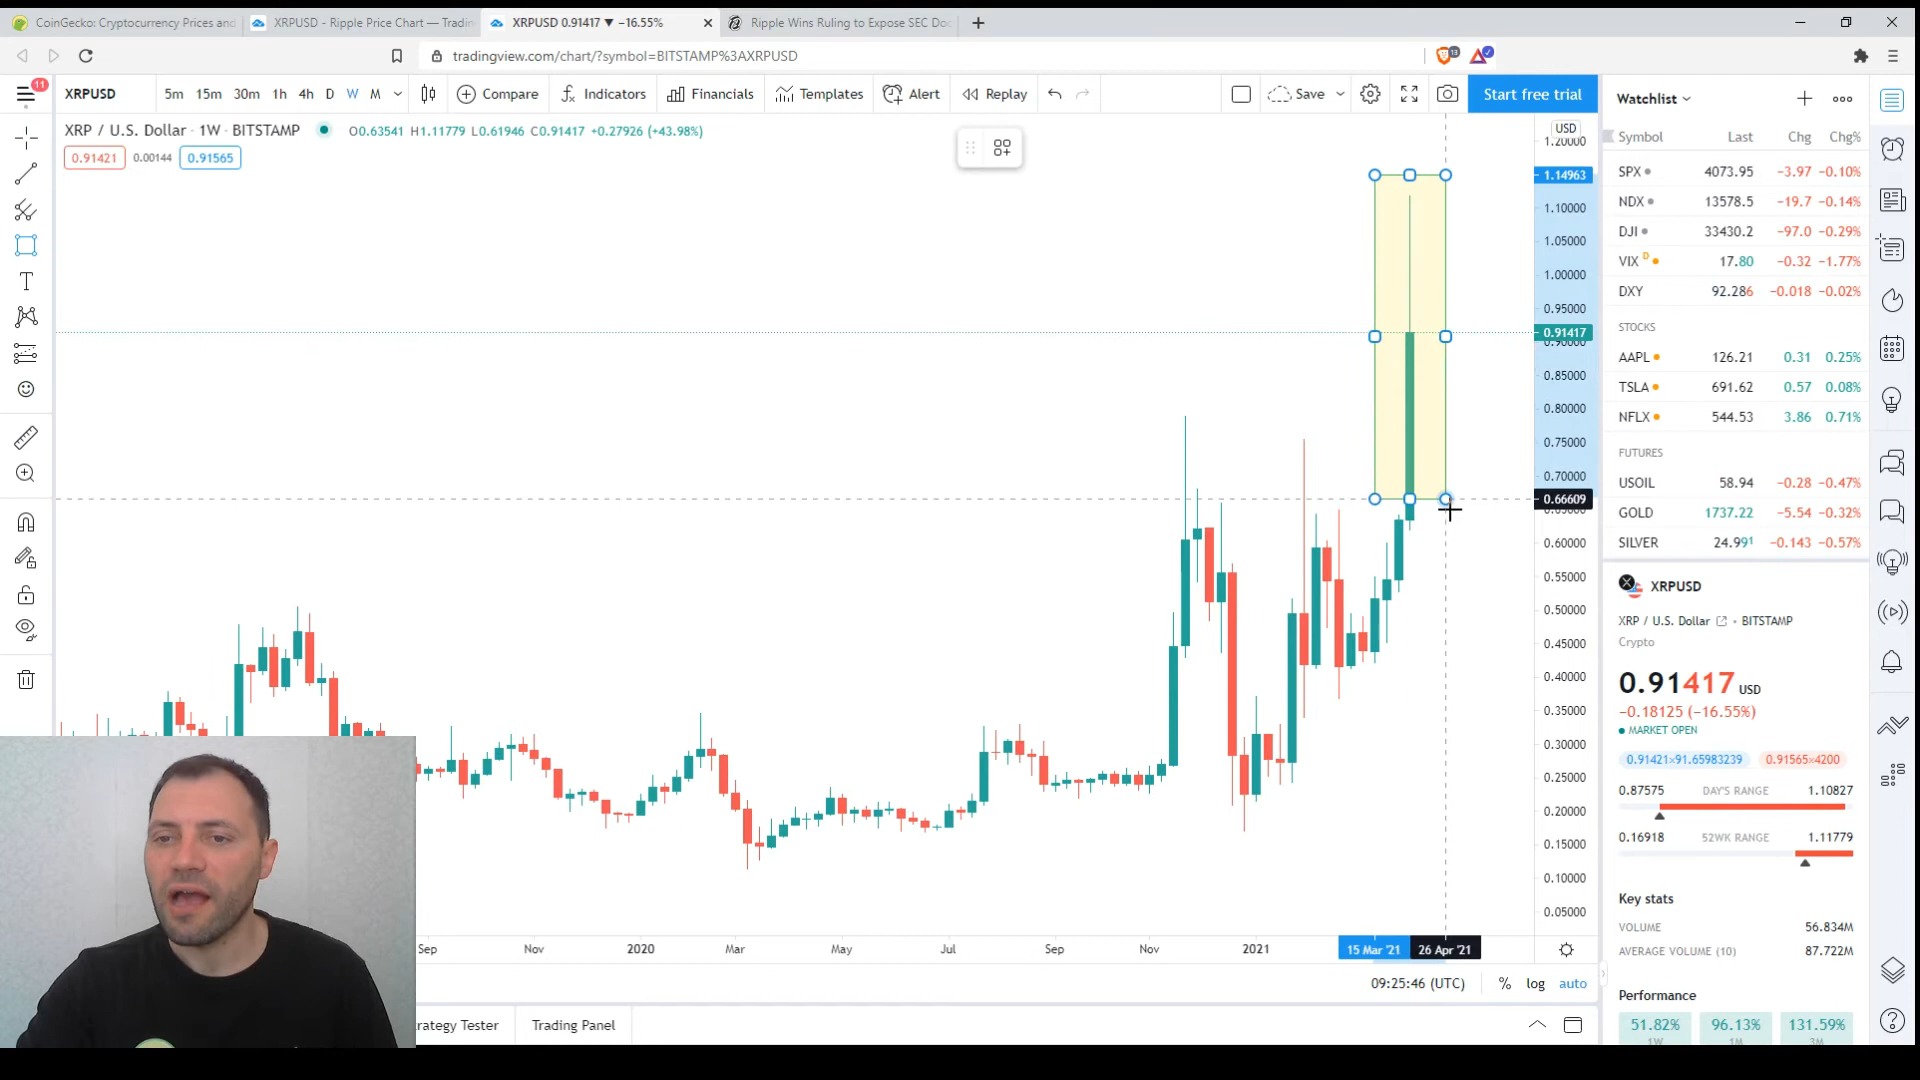 CoinGecko: Cryptocurrency Prices and
XRPUSD - Ripple Price Chart — Tradin
XRPUSD 0.91417 ▼ −16.55%
Ripple Wins Ruling to Expose SEC Doc
tradingview.com/chart/?symbol=BITSTAMP%3AXRPUSD
13
11
XRPUSD 5m 15m 30m 1h 4h D W M Compare Indicators Financials Templates Alert Replay Save Start free trial
XRP / U.S. Dollar · 1W · BITSTAMP O0.63541 H1.11779 L0.61946 C0.91417 +0.27926 (+43.98%)
0.91421 0.00144 0.91565
USD
1.20000
1.14963
1.10000
1.05000
1.00000
0.95000
0.91417
0.90000
0.85000
0.80000
0.75000
0.70000
0.66609
0.65000
0.60000
0.55000
0.50000
0.45000
0.40000
0.35000
0.30000
0.25000
0.20000
0.15000
0.10000
0.05000
Sep Nov 2020 Mar May Jul Sep Nov 2021 15 Mar '21 26 Apr '21
09:25:46 (UTC) % log auto
rategy Tester Trading Panel
Watchlist
Symbol Last Chg Chg%
SPX 4073.95 −3.97 −0.10%
NDX 13578.5 −19.7 −0.14%
DJI 33430.2 −97.0 −0.29%
VIX D 17.80 −0.32 −1.77%
DXY 92.286 −0.018 −0.02%
STOCKS
AAPL 126.21 0.31 0.25%
TSLA 691.62 0.57 0.08%
NFLX 544.53 3.86 0.71%
FUTURES
USOIL 58.94 −0.28 −0.47%
GOLD 1737.22 −5.54 −0.32%
SILVER 24.991 −0.143 −0.57%
XRPUSD
XRP / U.S. Dollar • BITSTAMP
Crypto
0.91417 USD
−0.18125 (−16.55%)
MARKET OPEN
0.91421×91.65983239 0.91565×4200
0.87575 DAY'S RANGE 1.10827
0.16918 52WK RANGE 1.11779
Key stats
VOLUME 56.834M
AVERAGE VOLUME (10) 87.722M
Performance
51.82% 96.13% 131.59%
1W 1M 3M